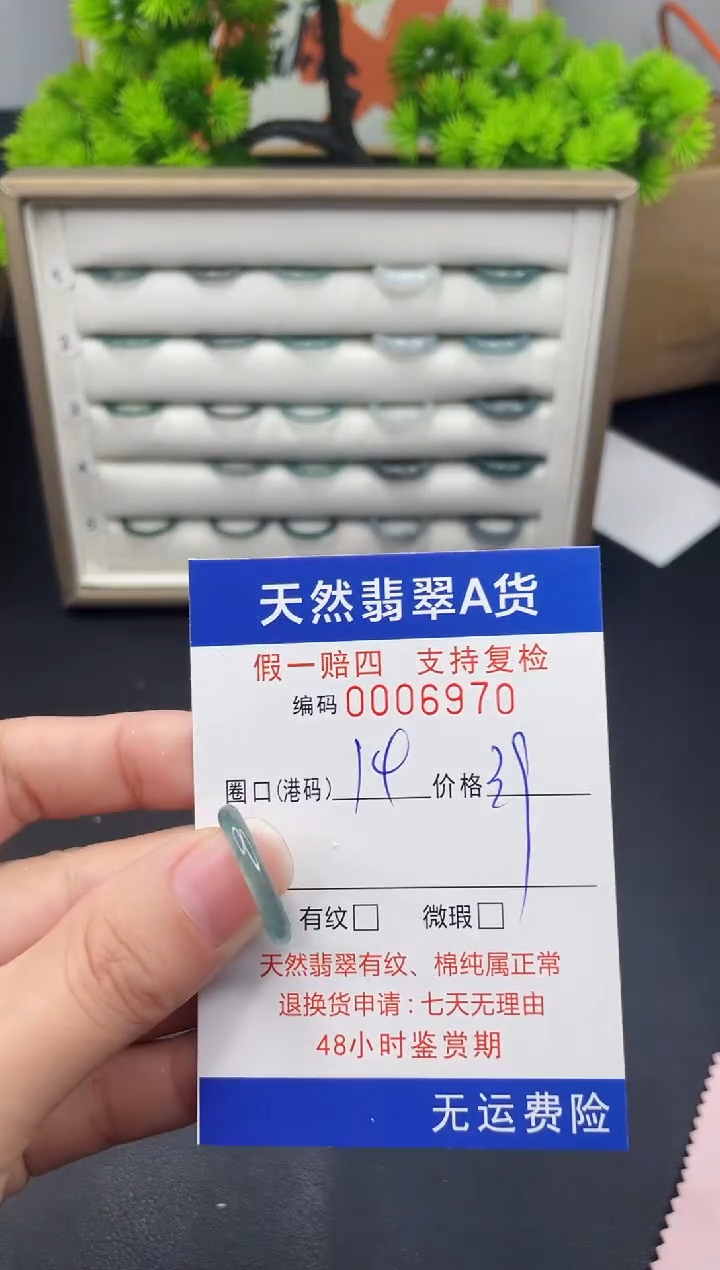 天然翡翠A货
假一赔四 支持复检
编码 0006970
圈口(港码) 14 价格 39
有纹□ 微瑕□
天然翡翠有纹、棉纯属正常
退换货申请:七天无理由
48小时鉴赏期
无运费险